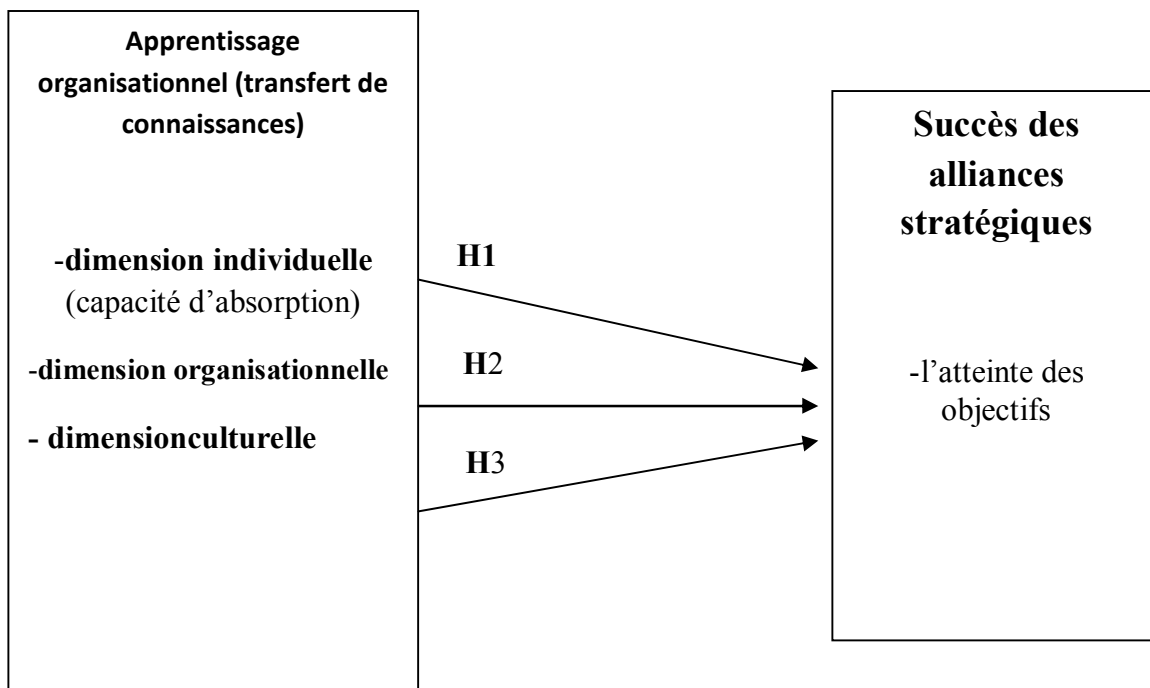 Apprentissage
organisationnel (transfert de
connaissances)
-dimension individuelle
(capacité d’absorption)
-dimension organisationnelle
- dimensionculturelle
H1
H2
H3
Succès des
alliances
stratégiques
-l’atteinte des
objectifs